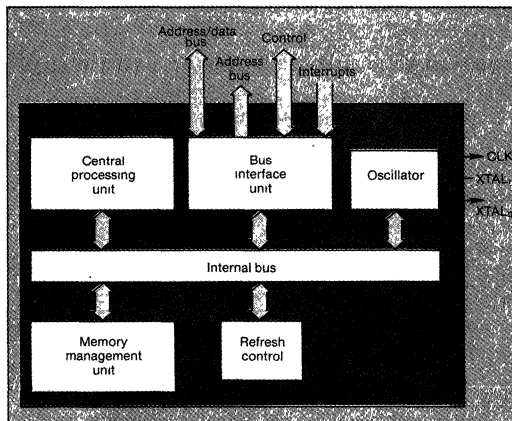 Address/data
bus
Control
Address
bus
Interrupts
Central
processing
unit
Bus
interface
unit
Oscillator
CLK
XTAL
XTAL
Internal bus
Memory
management
unit
Refresh
control